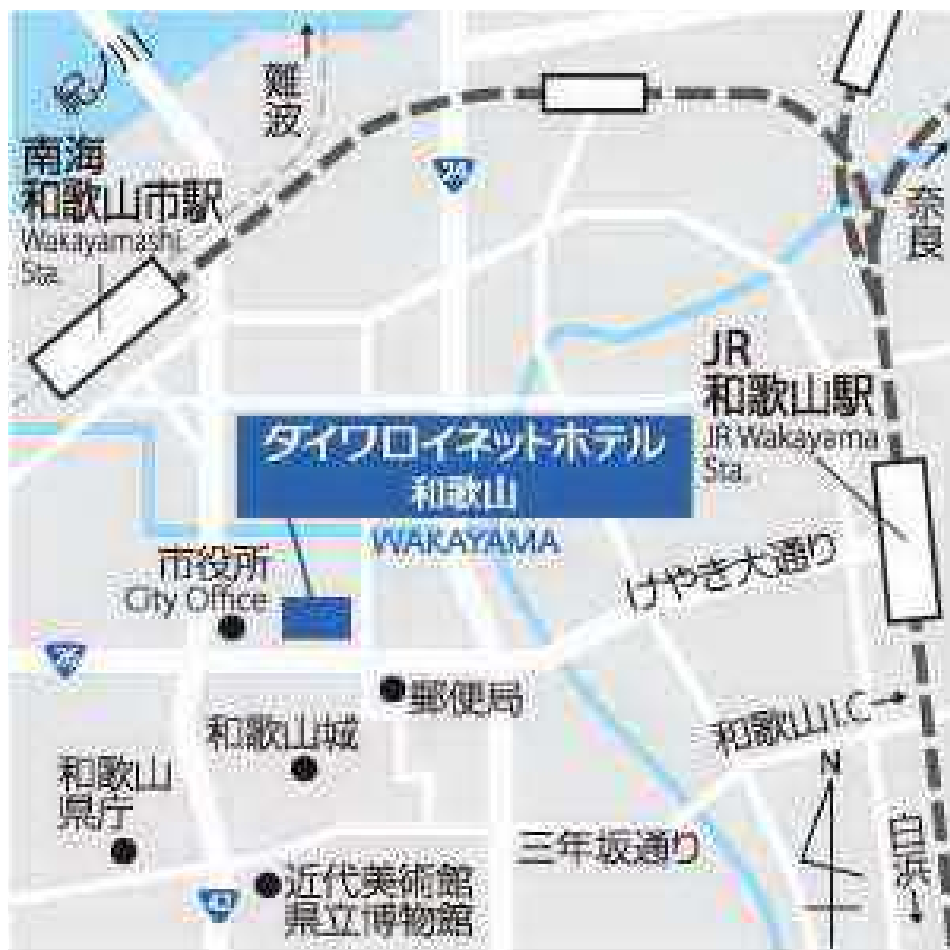 紀ノ川
難波
南海
和歌山市駅
Wakayamashi
Sta.
奈良
JR
和歌山駅
JR Wakayama
Sta.
ダイワロイネットホテル
和歌山
WAKAYAMA
市役所
City Office
けやき大通り
郵便局
和歌山城
和歌山I.C→
N
和歌山
県庁
三年坂通り
白浜
近代美術館
県立博物館